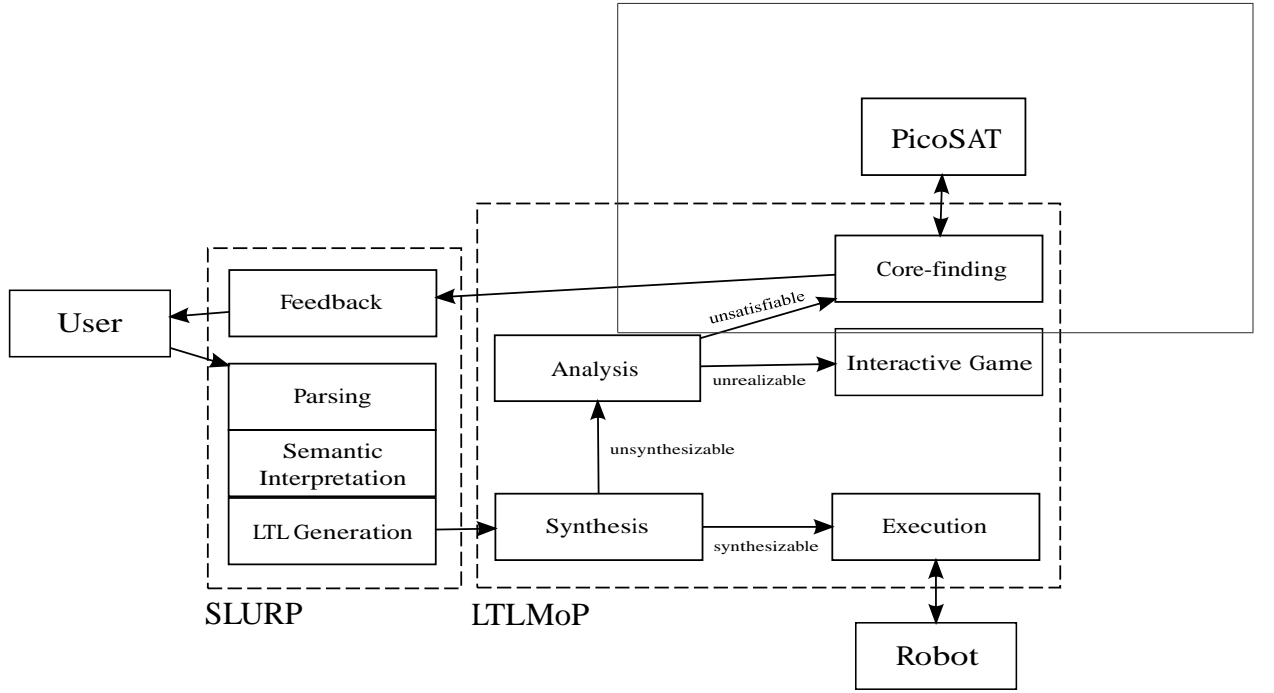 PicoSAT
Core-finding
Feedback
User
unsatisfiable
Analysis
Interactive Game
unrealizable
Parsing
Semantic
Interpretation
unsynthesizable
LTL Generation
Synthesis
Execution
synthesizable
SLURP
LTLMoP
Robot